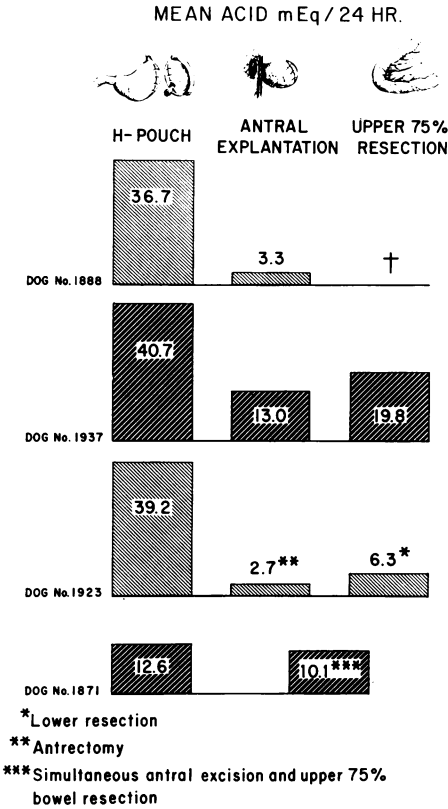 MEAN ACID mEq/24 HR.
H-POUCH
ANTRAL
EXPLANTATION
UPPER 75%
RESECTION
36.7
3.3
†
DOG No.1888
40.7
13.0
19.8
DOG No.1937
39.2
2.7**
6.3*
DOG No.1923
12.6
10.1***
DOG No.1871
*Lower resection
**Antrectomy
***Simultaneous antral excision and upper 75%
bowel resection